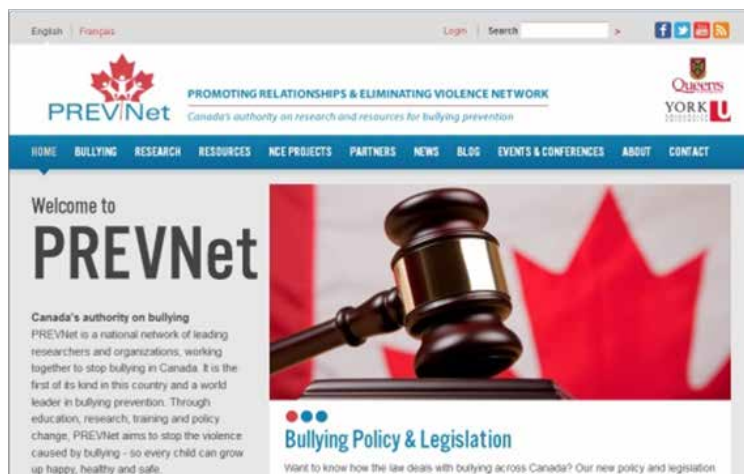 English | Français
Login | Search >
PREVNet
PROMOTING RELATIONSHIPS & ELIMINATING VIOLENCE NETWORK
Canada's authority on research and resources for bullying prevention
Queen's
YORK U
HOME BULLYING RESEARCH RESOURCES NCE PROJECTS PARTNERS NEWS BLOG EVENTS & CONFERENCES ABOUT CONTACT
Welcome to
PREVNet
Canada's authority on bullying
PREVNet is a national network of leading
researchers and organizations, working
together to stop bullying in Canada. It is the
first of its kind in this country and a world
leader in bullying prevention. Through
education, research, training and policy
change, PREVNet aims to stop the violence
caused by bullying - so every child can grow
up happy, healthy and safe.
Bullying Policy & Legislation
Want to know how the law deals with bullying across Canada? Our new policy and legislation